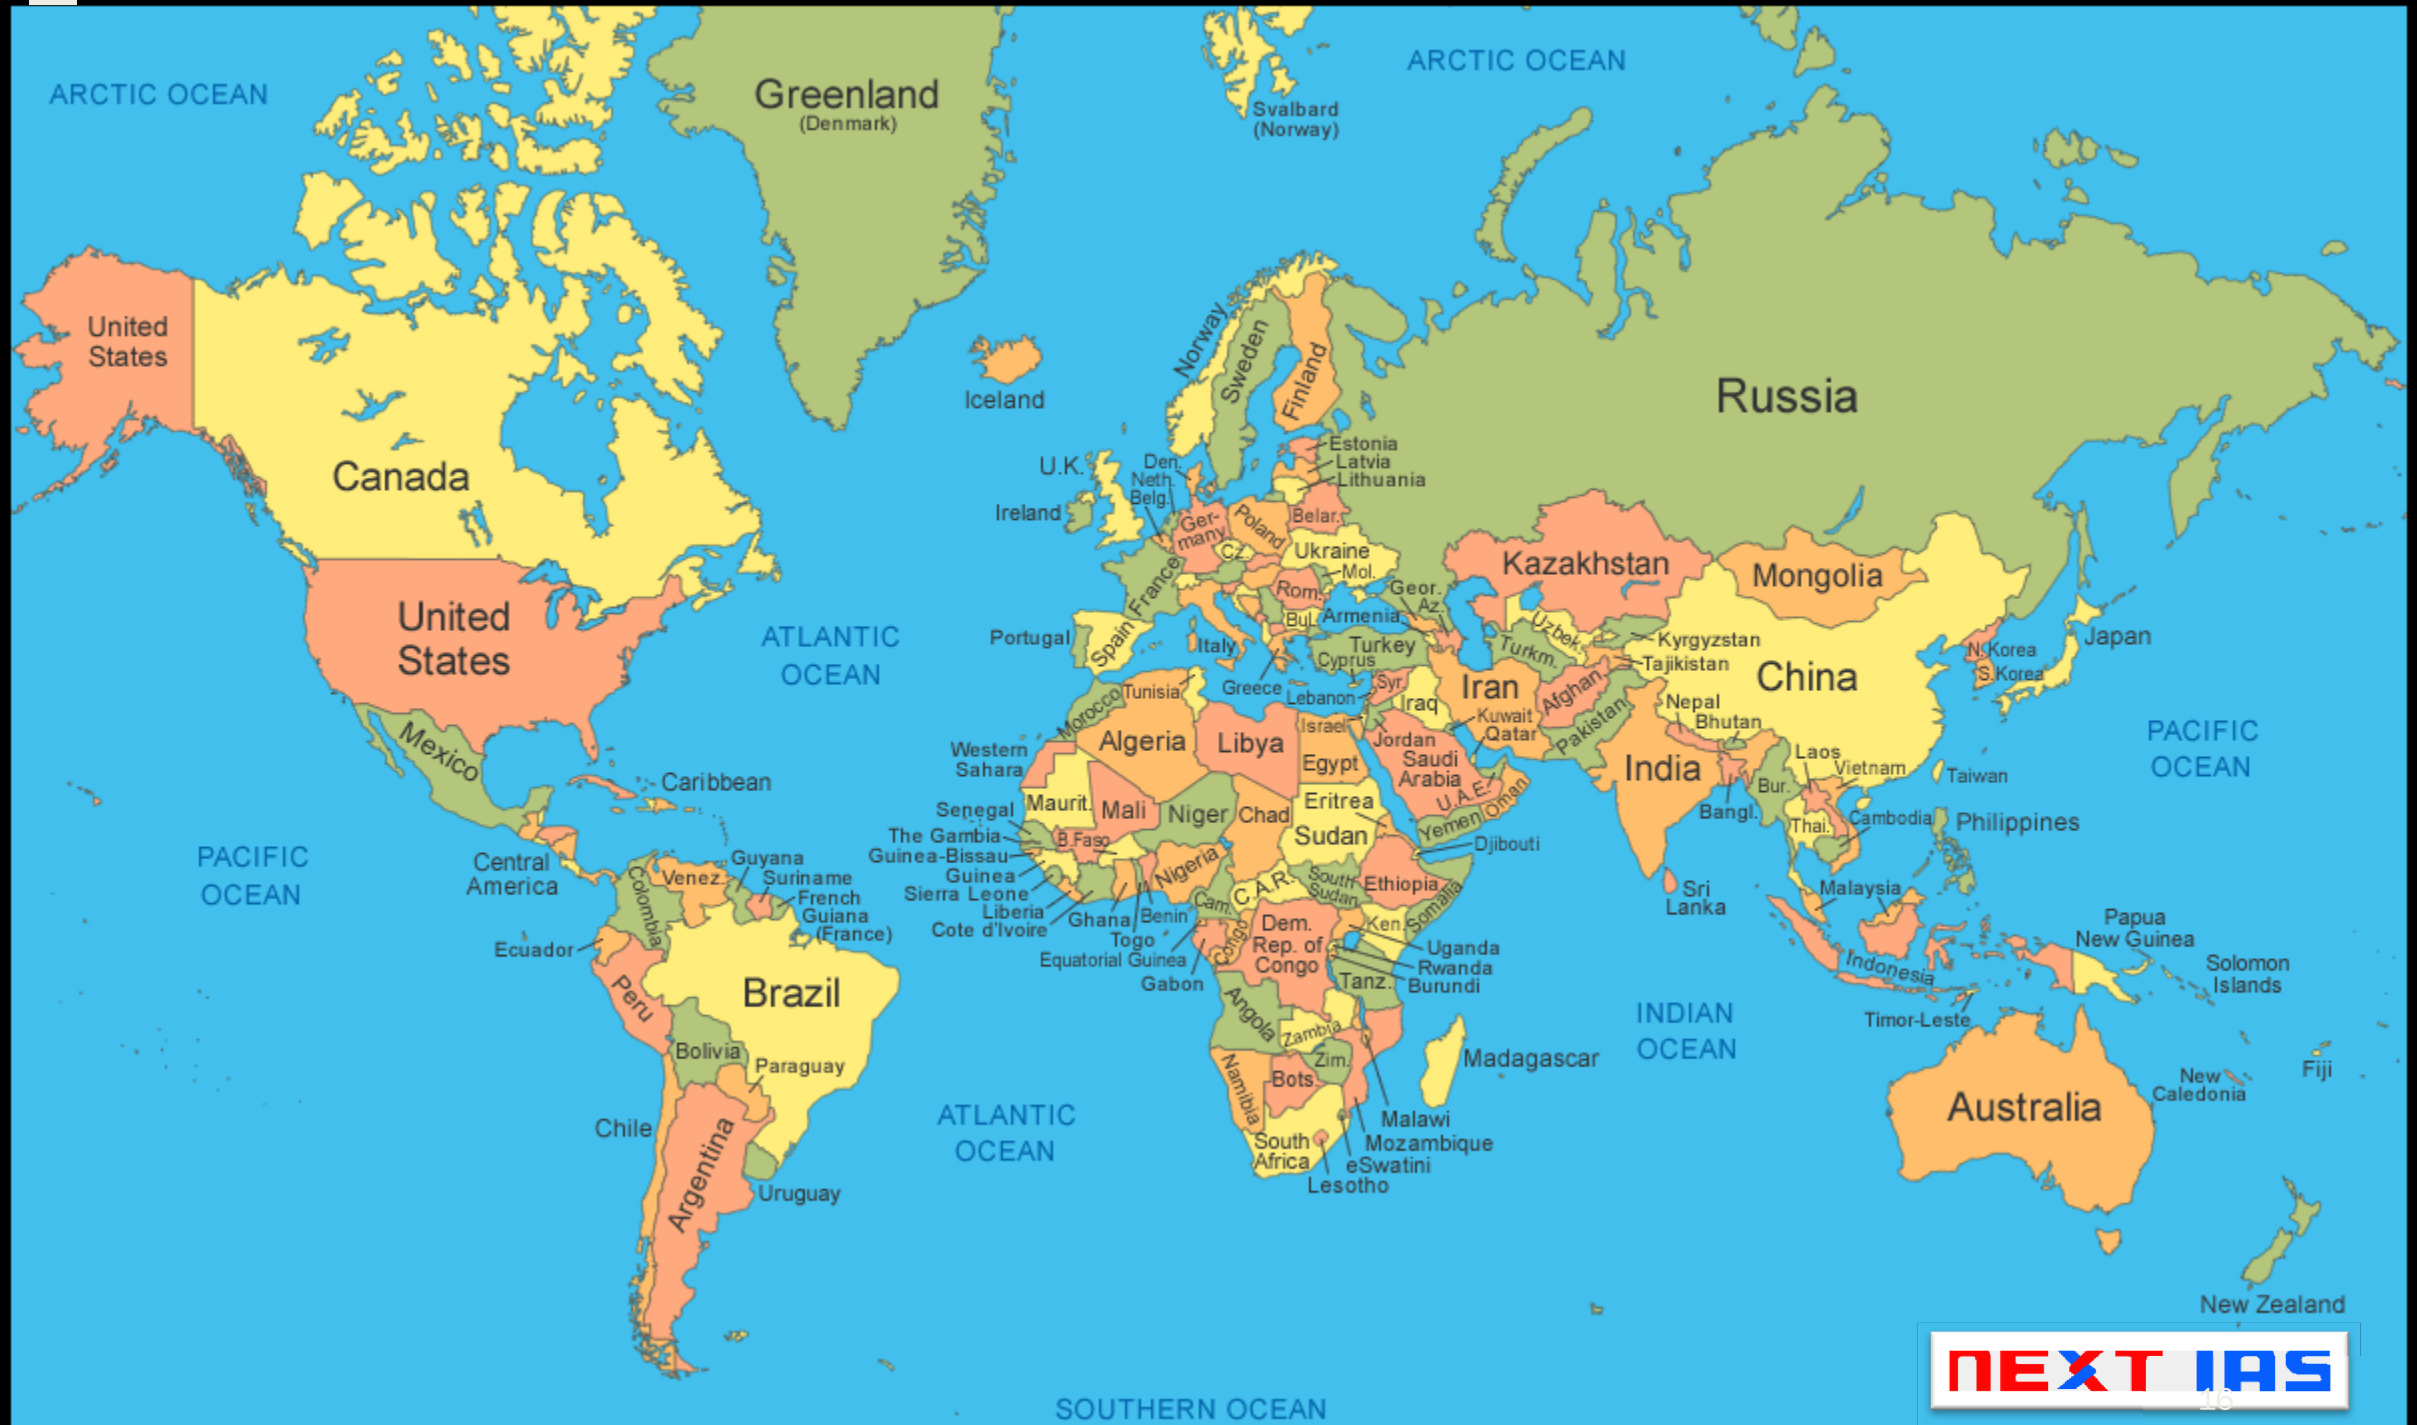 ARCTIC OCEAN
ARCTIC OCEAN
Greenland
(Denmark)
Svalbard
(Norway)
United
States
Canada
Iceland
Norway
Sweden
Finland
Russia
Estonia
Latvia
Lithuania
U.K.
Ireland
Den.
Neth.
Belg.
Ger-
many
Poland
Belar.
Cz.
Ukraine
Mol.
France
Rom.
Bul.
Geor.
Az.
Armenia
Kazakhstan
Mongolia
United
States
ATLANTIC
OCEAN
Portugal
Spain
Italy
Greece
Turkey
Cyprus
Lebanon
Syr.
Israel
Iraq
Iran
Kuwait
Qatar
Jordan
Saudi
Arabia
U.A.E.
Oman
Yemen
Turkm.
Uzbek.
Kyrgyzstan
Tajikistan
Afghan.
Pakistan
China
Nepal
Bhutan
India
Bangl.
Bur.
Laos
Vietnam
Thai.
Cambodia
Taiwan
N. Korea
S.Korea
Japan
PACIFIC
OCEAN
Philippines
Malaysia
Sri
Lanka
Indonesia
Timor-Leste
Papua
New Guinea
Solomon
Islands
Mexico
Caribbean
Central
America
PACIFIC
OCEAN
Venez.
Colombia
Guyana
Suriname
French
Guiana
(France)
Ecuador
Peru
Brazil
Bolivia
Paraguay
Chile
Argentina
Uruguay
Morocco
Tunisia
Western
Sahara
Algeria
Libya
Egypt
Maurit.
Mali
Niger
Chad
Eritrea
Sudan
Senegal
The Gambia
Guinea-Bissau
Guinea
Sierra Leone
Liberia
Cote d'Ivoire
B.Faso
Ghana
Togo
Benin
Nigeria
Cam.
C.A.R.
South
Sudan
Ethiopia
Djibouti
Somalia
Equatorial Guinea
Gabon
Congo
Dem.
Rep. of
Congo
Ken.
Uganda
Rwanda
Burundi
Tanz.
Angola
Zambia
Zim.
Namibia
Bots.
South
Africa
Malawi
Mozambique
eSwatini
Lesotho
Madagascar
ATLANTIC
OCEAN
INDIAN
OCEAN
Australia
New
Caledonia
Fiji
New Zealand
SOUTHERN OCEAN
NEXT IAS
16